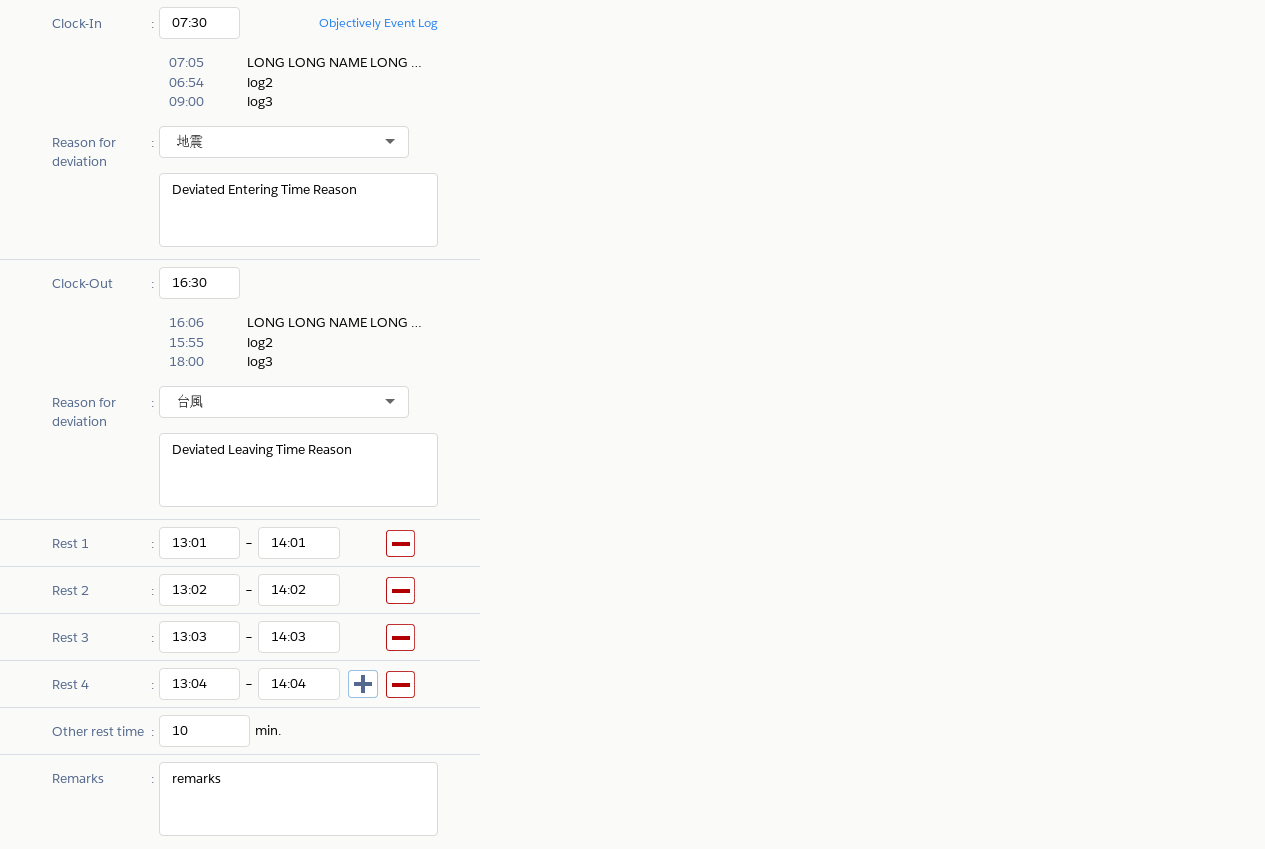 Clock-In : 07:30 Objectively Event Log
07:05 LONG LONG NAME LONG ...
06:54 log2
09:00 log3
Reason for : 地震
deviation
Deviated Entering Time Reason
Clock-Out : 16:30
16:06 LONG LONG NAME LONG ...
15:55 log2
18:00 log3
Reason for : 台風
deviation
Deviated Leaving Time Reason
Rest 1 : 13:01 – 14:01
Rest 2 : 13:02 – 14:02
Rest 3 : 13:03 – 14:03
Rest 4 : 13:04 – 14:04
Other rest time : 10 min.
Remarks : remarks